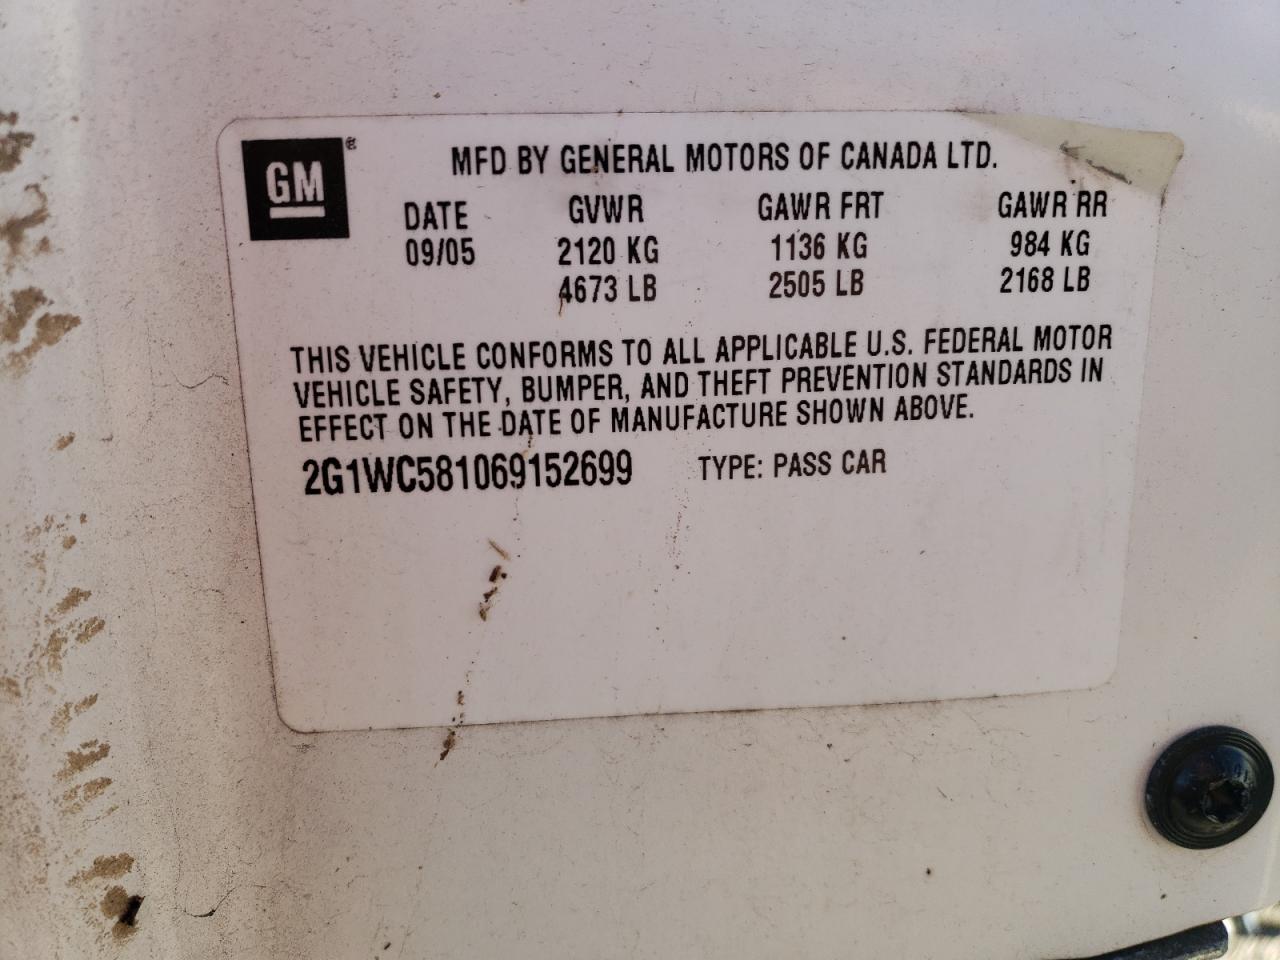 GM®
MFD BY GENERAL MOTORS OF CANADA LTD.
DATE GVWR GAWR FRT GAWR RR
09/05 2120 KG 1136 KG 984 KG
4673 LB 2505 LB 2168 LB
THIS VEHICLE CONFORMS TO ALL APPLICABLE U.S. FEDERAL MOTOR
VEHICLE SAFETY, BUMPER, AND THEFT PREVENTION STANDARDS IN
EFFECT ON THE DATE OF MANUFACTURE SHOWN ABOVE.
2G1WC581069152699 TYPE: PASS CAR